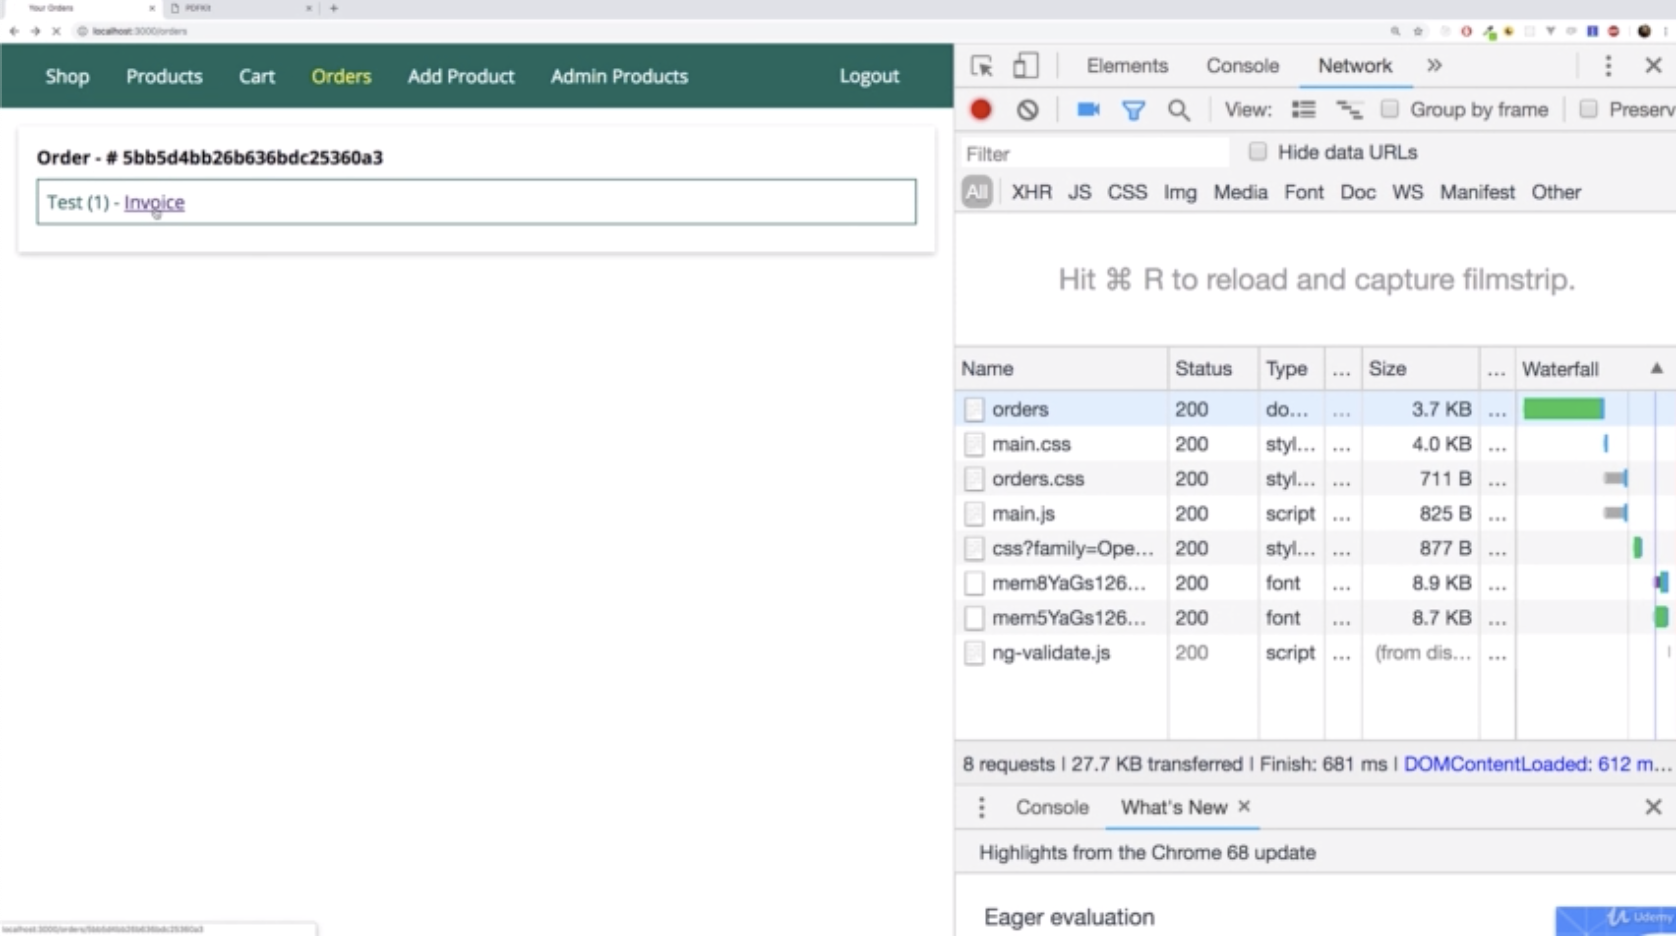 Your Orders × PDFKit × +
localhost:3000/orders
Shop Products Cart Orders Add Product Admin Products Logout
Order - # 5bb5d4bb26b636bdc25360a3
Test (1) - Invoice
Elements Console Network »
View: Group by frame Preserv
Filter Hide data URLs
All XHR JS CSS Img Media Font Doc WS Manifest Other
Hit ⌘ R to reload and capture filmstrip.
Name Status Type ... Size ... Waterfall ▲
orders 200 do... ... 3.7 KB ...
main.css 200 styl... ... 4.0 KB ...
orders.css 200 styl... ... 711 B ...
main.js 200 script ... 825 B ...
css?family=Ope... 200 styl... ... 877 B ...
mem8YaGs126... 200 font ... 8.9 KB ...
mem5YaGs126... 200 font ... 8.7 KB ...
ng-validate.js 200 script ... (from dis... ...
8 requests | 27.7 KB transferred | Finish: 681 ms | DOMContentLoaded: 612 m...
Console What's New ×
Highlights from the Chrome 68 update
Eager evaluation
Udemy
localhost:3000/orders/5bb5d4bb26b636bdc25360a3